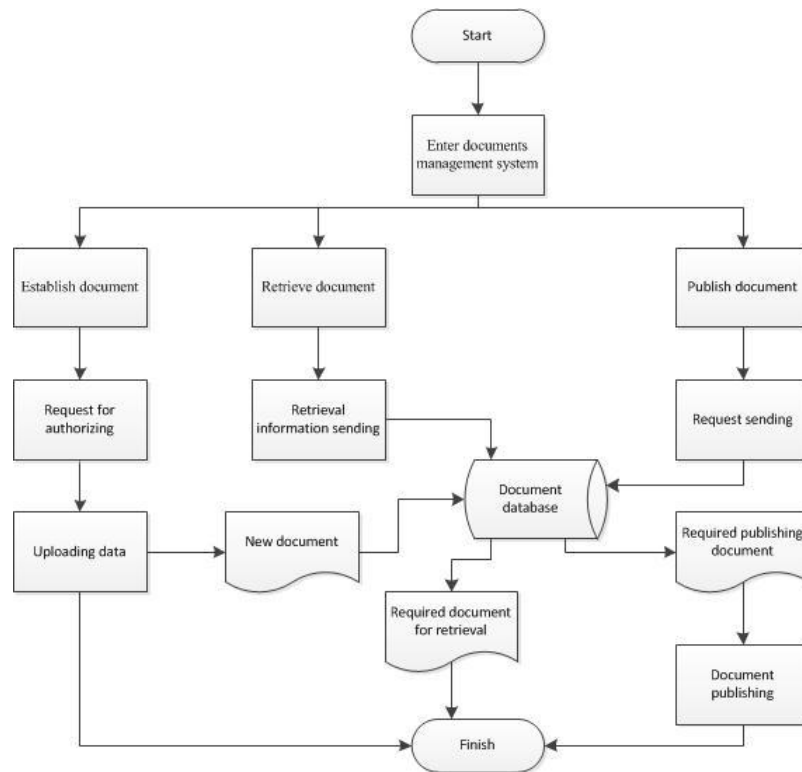 Start
Enter documents
management system
Establish document
Retrieve document
Publish document
Request for
authorizing
Retrieval
information sending
Request sending
Document
database
Uploading data
New document
Required publishing
document
Required document
for retrieval
Document
publishing
Finish